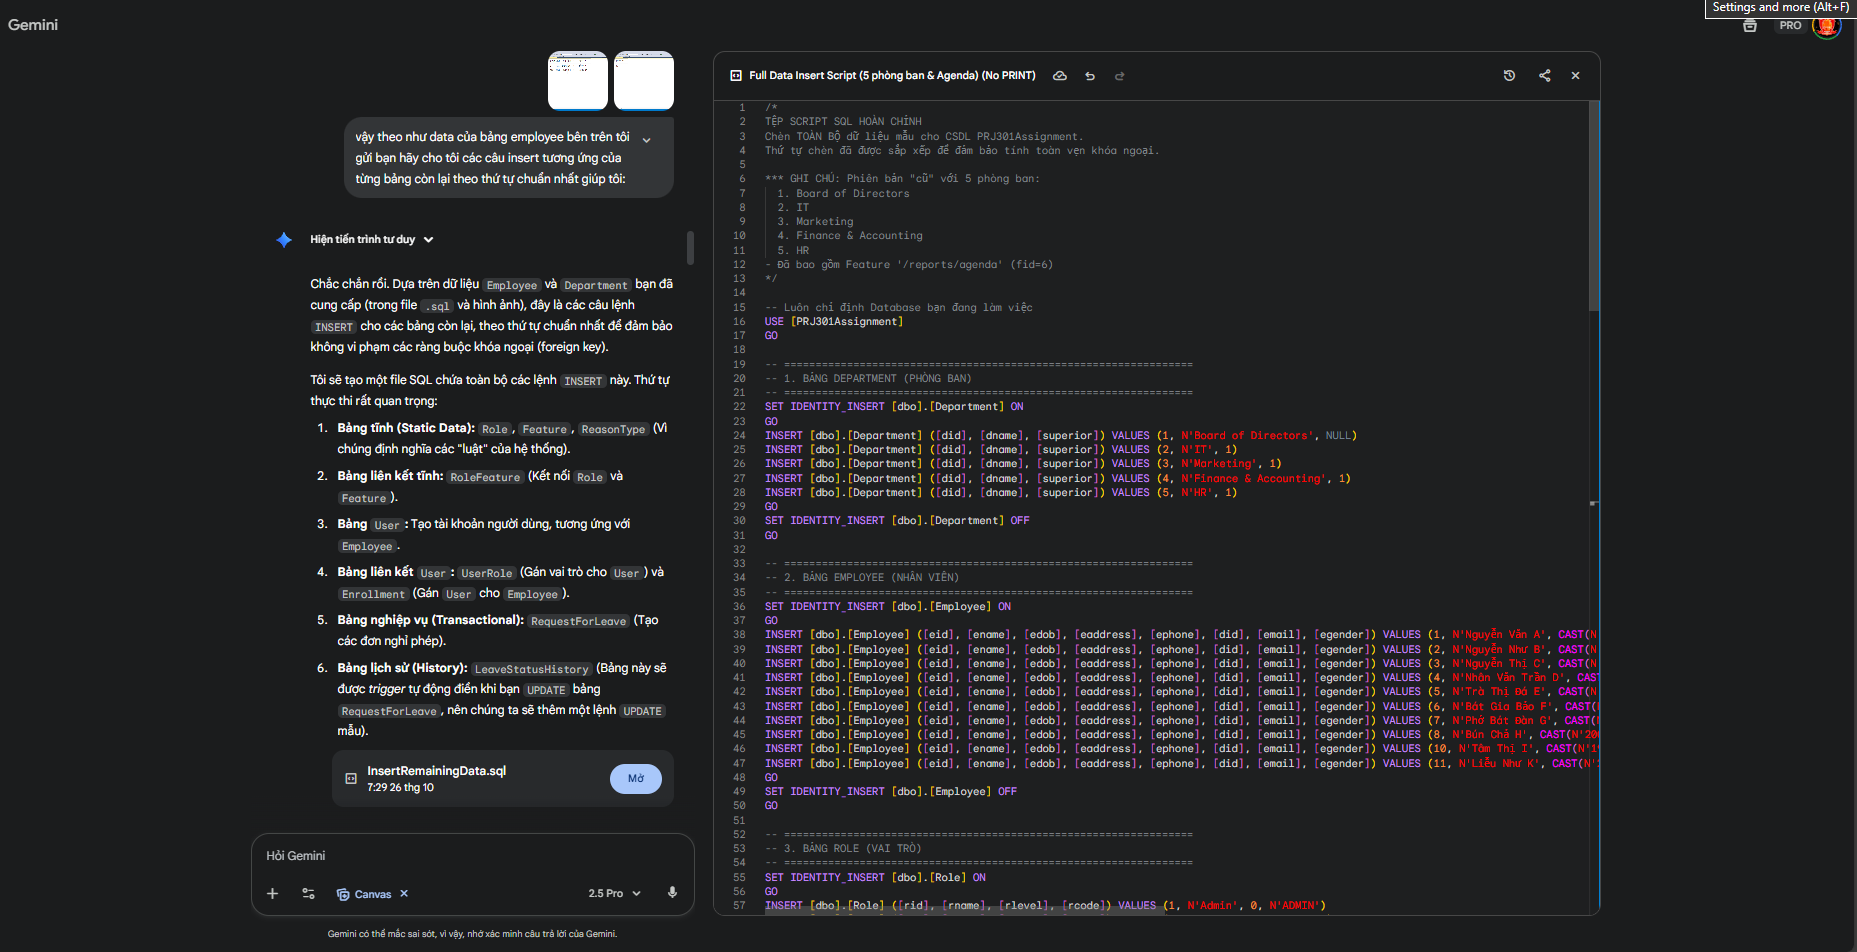 Settings and more (Alt+F)
Gemini
PRO
vậy theo như data của bảng employee bên trên tôi
gửi bạn hãy cho tôi các câu insert tương ứng của
từng bảng còn lại theo thứ tự chuẩn nhất giúp tôi:
Hiện tiến trình tư duy
Chắc chắn rồi. Dựa trên dữ liệu Employee và Department bạn đã
cung cấp (trong file .sql và hình ảnh), đây là các câu lệnh
INSERT cho các bảng còn lại, theo thứ tự chuẩn nhất để đảm bảo
không vi phạm các ràng buộc khóa ngoại (foreign key).
Tôi sẽ tạo một file SQL chứa toàn bộ các lệnh INSERT này. Thứ tự
thực thi rất quan trọng:
1. Bảng tĩnh (Static Data): Role, Feature, ReasonType (Vì
chúng định nghĩa các "luật" của hệ thống).
2. Bảng liên kết tĩnh: RoleFeature (Kết nối Role và
Feature).
3. Bảng User: Tạo tài khoản người dùng, tương ứng với
Employee.
4. Bảng liên kết User: UserRole (Gán vai trò cho User) và
Enrollment (Gán User cho Employee).
5. Bảng nghiệp vụ (Transactional): RequestForLeave (Tạo
các đơn nghỉ phép).
6. Bảng lịch sử (History): LeaveStatusHistory (Bảng này sẽ
được trigger tự động điền khi bạn UPDATE bảng
RequestForLeave, nên chúng ta sẽ thêm một lệnh UPDATE
mẫu).
InsertRemainingData.sql
7:29 26 thg 10
Mở
Hỏi Gemini
Canvas
2.5 Pro
Gemini có thể mắc sai sót, vì vậy, nhớ xác minh câu trả lời của Gemini.
Full Data Insert Script (5 phòng ban & Agenda) (No PRINT)
1 /*
2 TỆP SCRIPT SQL HOÀN CHỈNH
3 Chèn TOÀN BỘ dữ liệu mẫu cho CSDL PRJ301Assignment.
4 Thứ tự chèn đã được sắp xếp để đảm bảo tính toàn vẹn khóa ngoại.
5
6 *** GHI CHÚ: Phiên bản "cũ" với 5 phòng ban:
7 1. Board of Directors
8 2. IT
9 3. Marketing
10 4. Finance & Accounting
11 5. HR
12 - Đã bao gồm Feature '/reports/agenda' (fid=6)
13 */
14
15 -- Luôn chỉ định Database bạn đang làm việc
16 USE [PRJ301Assignment]
17 GO
18
19 -- =================================================================
20 -- 1. BẢNG DEPARTMENT (PHÒNG BAN)
21 -- =================================================================
22 SET IDENTITY_INSERT [dbo].[Department] ON
23 GO
24 INSERT [dbo].[Department] ([did], [dname], [superior]) VALUES (1, N'Board of Directors', NULL)
25 INSERT [dbo].[Department] ([did], [dname], [superior]) VALUES (2, N'IT', 1)
26 INSERT [dbo].[Department] ([did], [dname], [superior]) VALUES (3, N'Marketing', 1)
27 INSERT [dbo].[Department] ([did], [dname], [superior]) VALUES (4, N'Finance & Accounting', 1)
28 INSERT [dbo].[Department] ([did], [dname], [superior]) VALUES (5, N'HR', 1)
29 GO
30 SET IDENTITY_INSERT [dbo].[Department] OFF
31 GO
32
33 -- =================================================================
34 -- 2. BẢNG EMPLOYEE (NHÂN VIÊN)
35 -- =================================================================
36 SET IDENTITY_INSERT [dbo].[Employee] ON
37 GO
38 INSERT [dbo].[Employee] ([eid], [ename], [edob], [eaddress], [ephone], [did], [email], [egender]) VALUES (1, N'Nguyễn Văn A', CAST(N
39 INSERT [dbo].[Employee] ([eid], [ename], [edob], [eaddress], [ephone], [did], [email], [egender]) VALUES (2, N'Nguyễn Như B', CAST(N
40 INSERT [dbo].[Employee] ([eid], [ename], [edob], [eaddress], [ephone], [did], [email], [egender]) VALUES (3, N'Nguyễn Thị C', CAST(N
41 INSERT [dbo].[Employee] ([eid], [ename], [edob], [eaddress], [ephone], [did], [email], [egender]) VALUES (4, N'Nhân Văn Trần D', CAST
42 INSERT [dbo].[Employee] ([eid], [ename], [edob], [eaddress], [ephone], [did], [email], [egender]) VALUES (5, N'Trà Thị Đá E', CAST(N
43 INSERT [dbo].[Employee] ([eid], [ename], [edob], [eaddress], [ephone], [did], [email], [egender]) VALUES (6, N'Bát Gia Bảo F', CAST(
44 INSERT [dbo].[Employee] ([eid], [ename], [edob], [eaddress], [ephone], [did], [email], [egender]) VALUES (7, N'Phở Bát Đàn G', CAST(
45 INSERT [dbo].[Employee] ([eid], [ename], [edob], [eaddress], [ephone], [did], [email], [egender]) VALUES (8, N'Bún Chả H', CAST(N'200
46 INSERT [dbo].[Employee] ([eid], [ename], [edob], [eaddress], [ephone], [did], [email], [egender]) VALUES (10, N'Tâm Thị I', CAST(N'19
47 INSERT [dbo].[Employee] ([eid], [ename], [edob], [eaddress], [ephone], [did], [email], [egender]) VALUES (11, N'Liễu Như K', CAST(N'
48 GO
49 SET IDENTITY_INSERT [dbo].[Employee] OFF
50 GO
51
52 -- =================================================================
53 -- 3. BẢNG ROLE (VAI TRÒ)
54 -- =================================================================
55 SET IDENTITY_INSERT [dbo].[Role] ON
56 GO
57 INSERT [dbo].[Role] ([rid], [rname], [rlevel], [rcode]) VALUES (1, N'Admin', 0, N'ADMIN')